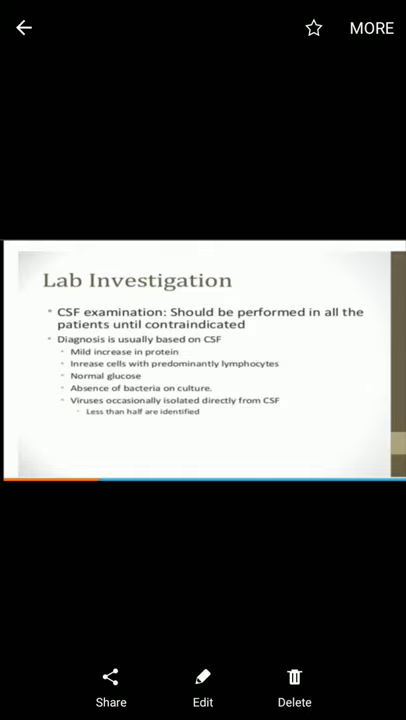 MORE
Lab Investigation
• CSF examination: Should be performed in all the
patients until contraindicated
• Diagnosis is usually based on CSF
• Mild increase in protein
• Inrease cells with predominantly lymphocytes
• Normal glucose
• Absence of bacteria on culture.
• Viruses occasionally isolated directly from CSF
• Less than half are identified
Share Edit Delete